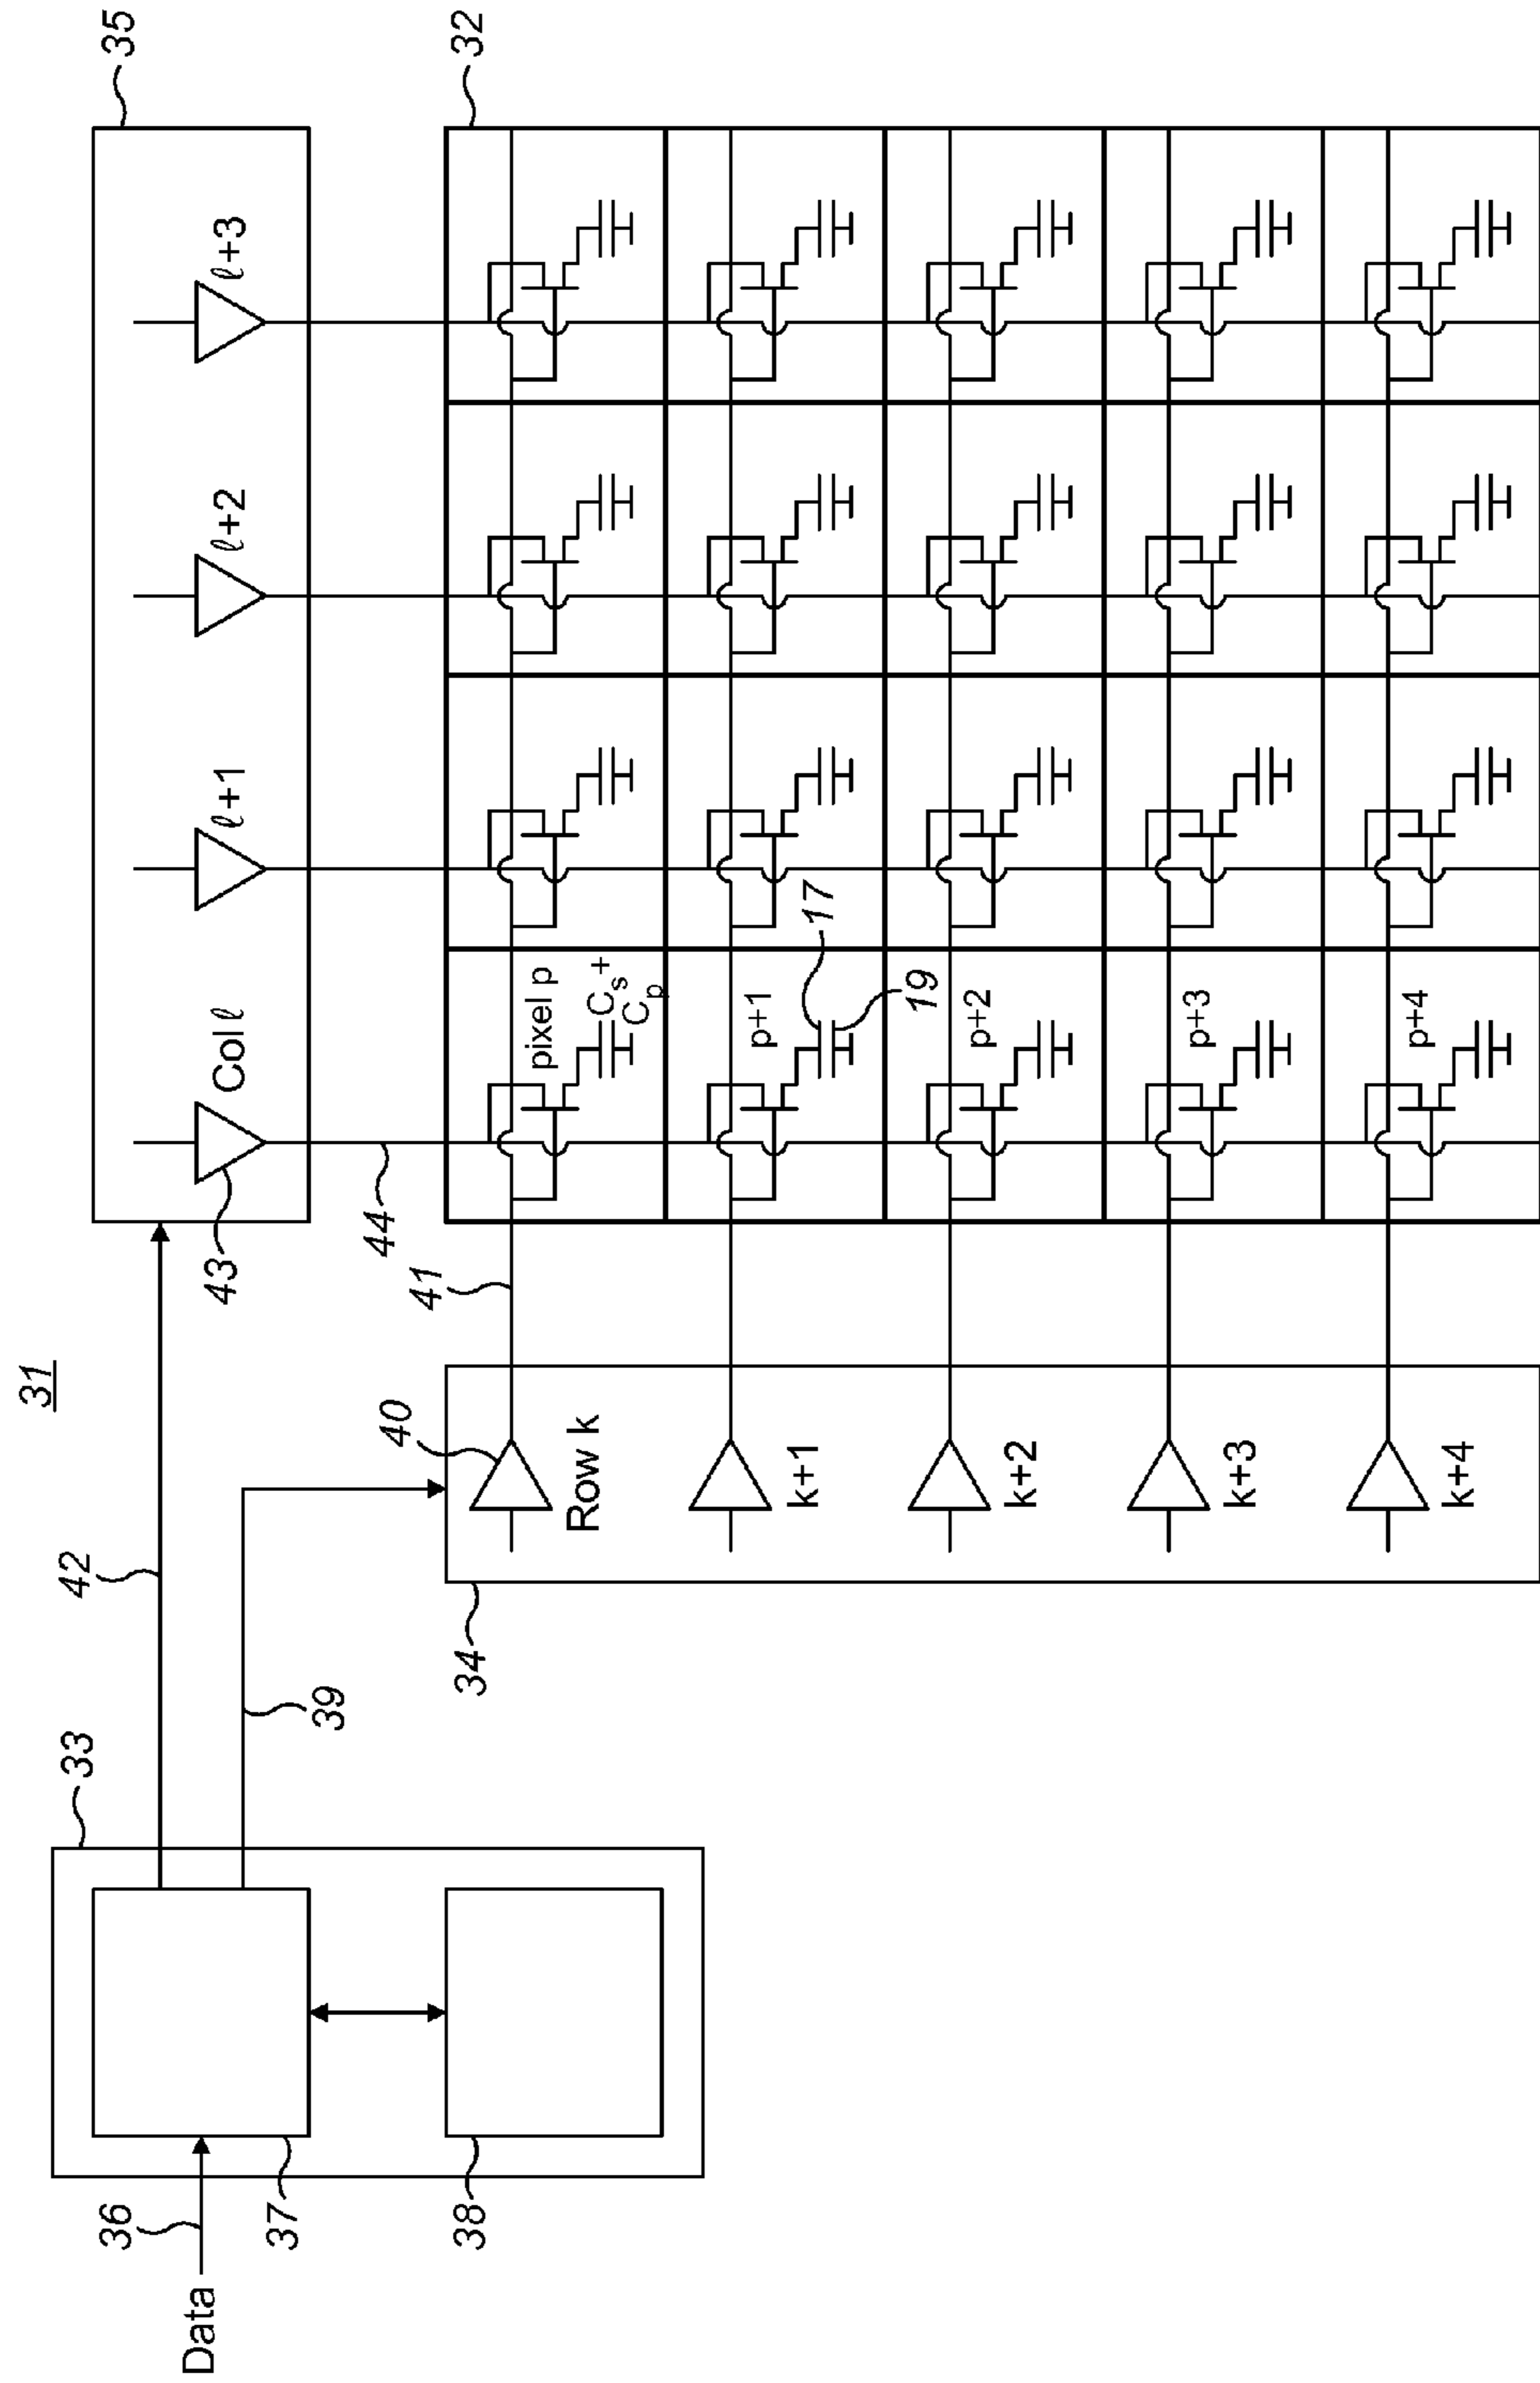 31
35
Col ℓ
ℓ+1
ℓ+2
ℓ+3
43
42
33
36
Data
37
38
39
44
41
32
40
Row k
k+1
k+2
k+3
k+4
34
pixel p
Cs +
Cp
p+1
17
19
p+2
p+3
p+4